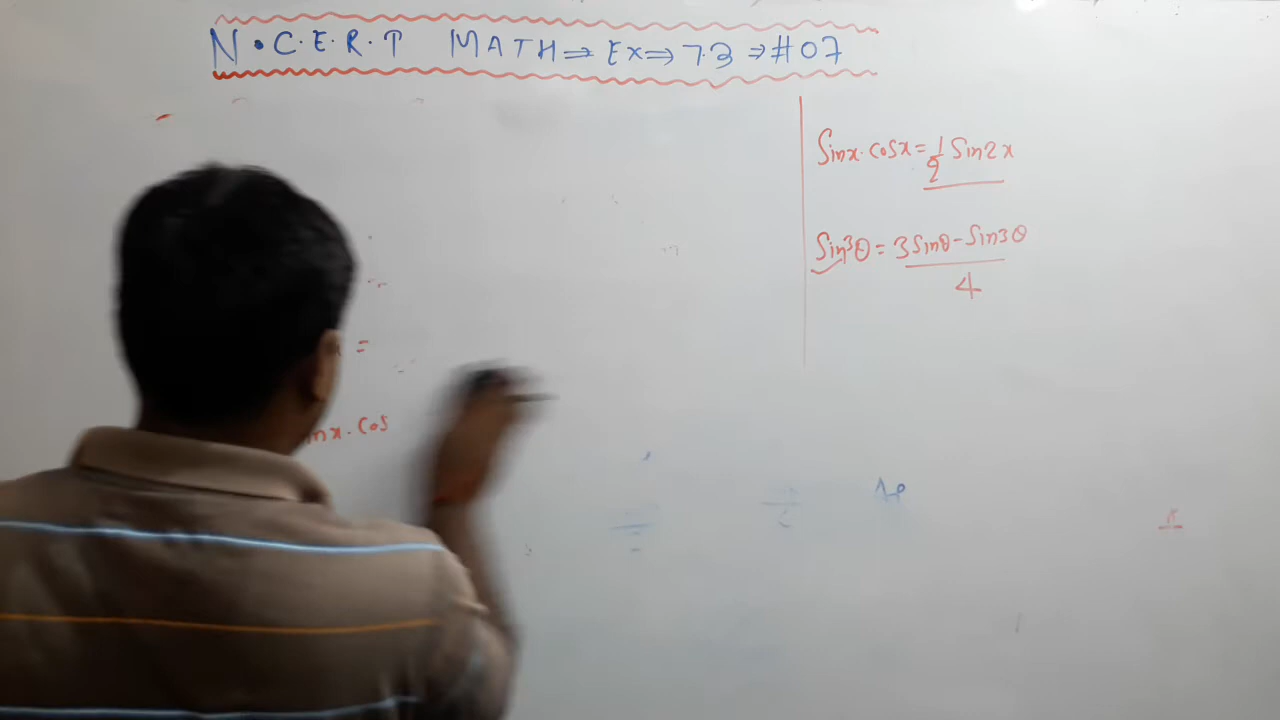 N.C.E.R.T MATH ⇒ Ex ⇒ 7.3 ⇒ #07
Sinx.cosx = 1/2 Sin2x
Sin³θ = 3Sinθ - Sin3θ / 4
=
nx.cos